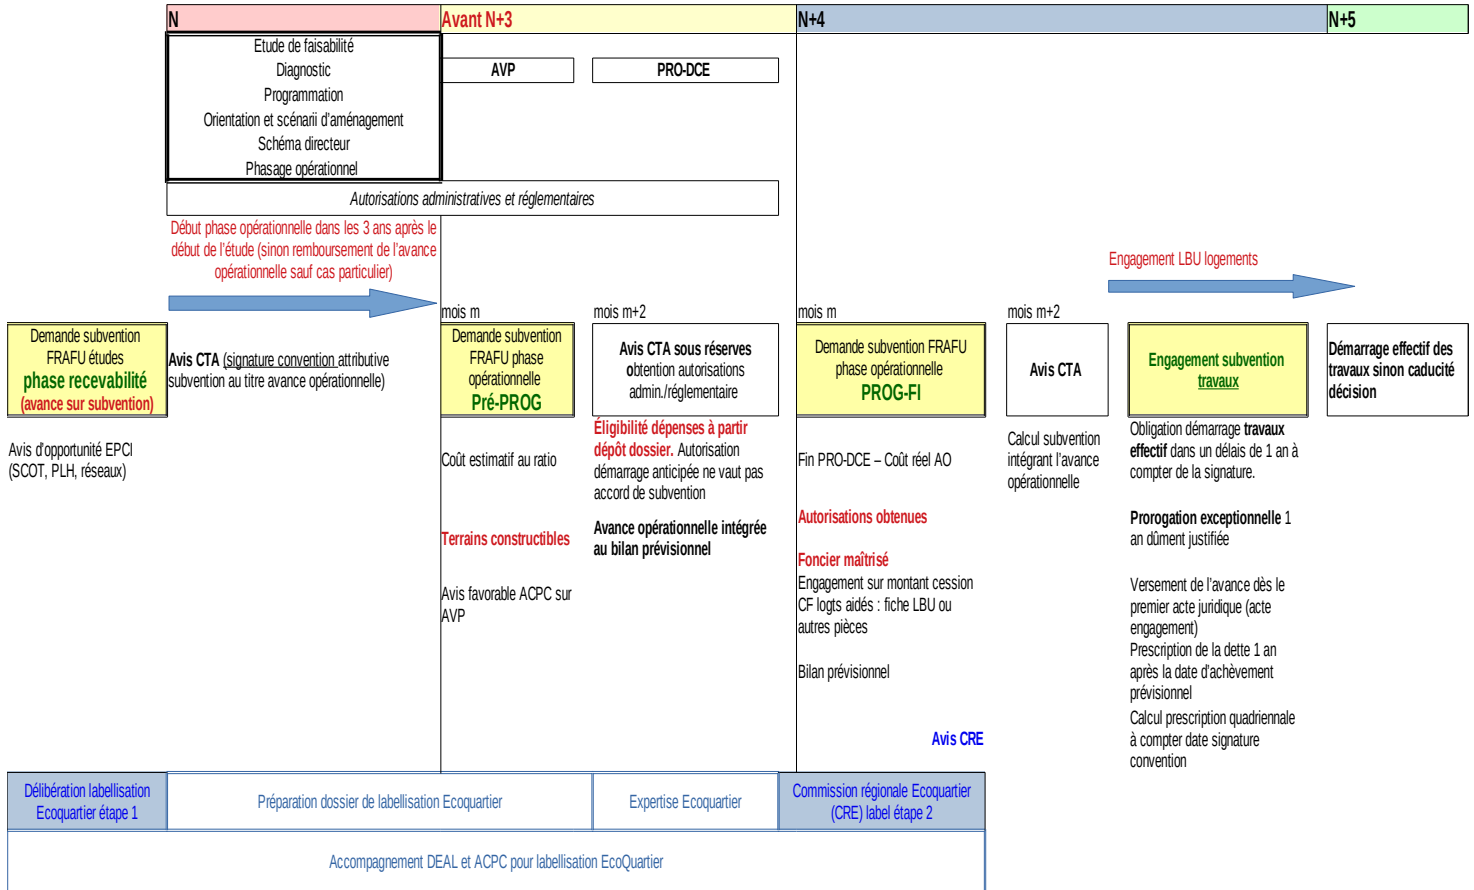 N
Avant N+3
N+4
N+5
Etude de faisabilité
Diagnostic
Programmation
Orientation et scénarii d'aménagement
Schéma directeur
Phasage opérationnel
AVP
PRO-DCE
Autorisations administratives et réglementaires
Début phase opérationnelle dans les 3 ans après le
début de l'étude (sinon remboursement de l'avance
opérationnelle sauf cas particulier)
Engagement LBU logements
mois m
mois m+2
mois m
mois m+2
Demande subvention
FRAFU études
phase recevabilité
(avance sur subvention)
Avis CTA (signature convention attributive
subvention au titre avance opérationnelle)
Demande subvention
FRAFU phase
opérationnelle
Pré-PROG
Avis CTA sous réserves
obtention autorisations
admin./réglementaire
Demande subvention FRAFU
phase opérationnelle
PROG-FI
Avis CTA
Engagement subvention
travaux
Démarrage effectif des
travaux sinon caducité
décision
Avis d'opportunité EPCI
(SCOT, PLH, réseaux)
Coût estimatif au ratio
Terrains constructibles
Avis favorable ACPC sur
AVP
Éligibilité dépenses à partir
dépôt dossier. Autorisation
démarrage anticipée ne vaut pas
accord de subvention
Avance opérationnelle intégrée
au bilan prévisionnel
Fin PRO-DCE – Coût réel AO
Autorisations obtenues
Foncier maîtrisé
Engagement sur montant cession
CF logts aidés : fiche LBU ou
autres pièces
Bilan prévisionnel
Avis CRE
Calcul subvention
intégrant l'avance
opérationnelle
Obligation démarrage travaux
effectif dans un délais de 1 an à
compter de la signature.
Prorogation exceptionnelle 1
an dûment justifiée
Versement de l'avance dès le
premier acte juridique (acte
engagement)
Prescription de la dette 1 an
après la date d'achèvement
prévisionnel
Calcul prescription quadriennale
à compter date signature
convention
Délibération labellisation
Ecoquartier étape 1
Préparation dossier de labellisation Ecoquartier
Expertise Ecoquartier
Commission régionale Ecoquartier
(CRE) label étape 2
Accompagnement DEAL et ACPC pour labellisation EcoQuartier